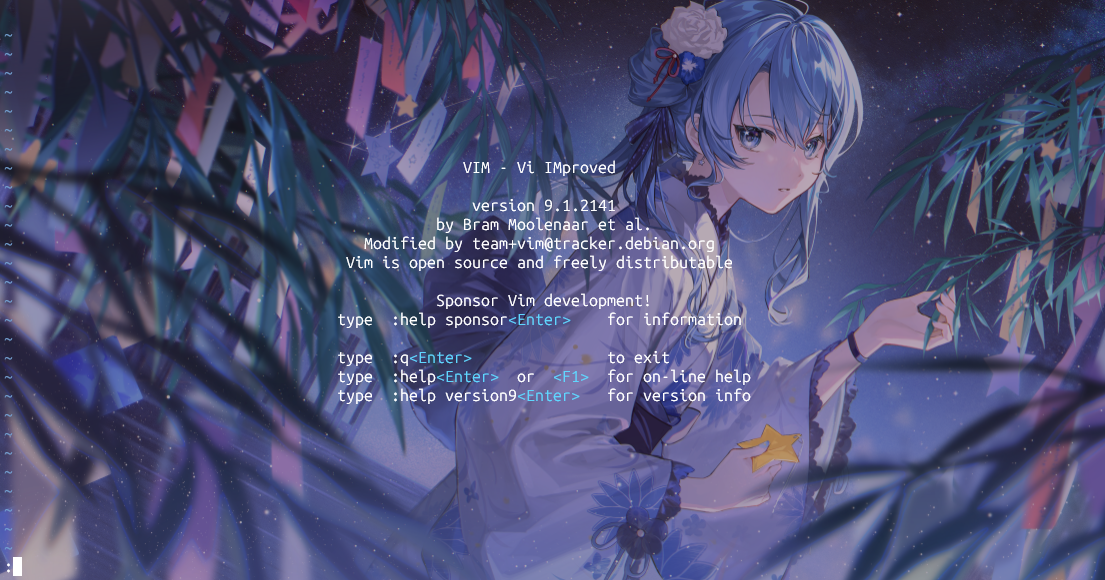 ~
~
~
~
~
~
~
~
VIM - Vi IMproved
~
~
version 9.1.2141
~
by Bram Moolenaar et al.
~
Modified by team+vim@tracker.debian.org
~
Vim is open source and freely distributable
~
~
Sponsor Vim development!
~
type  :help sponsor<Enter>    for information
~
~
type  :q<Enter>               to exit
~
type  :help<Enter>  or  <F1>  for on-line help
~
type  :help version9<Enter>   for version info
~
~
~
~
~
~
~
~
: